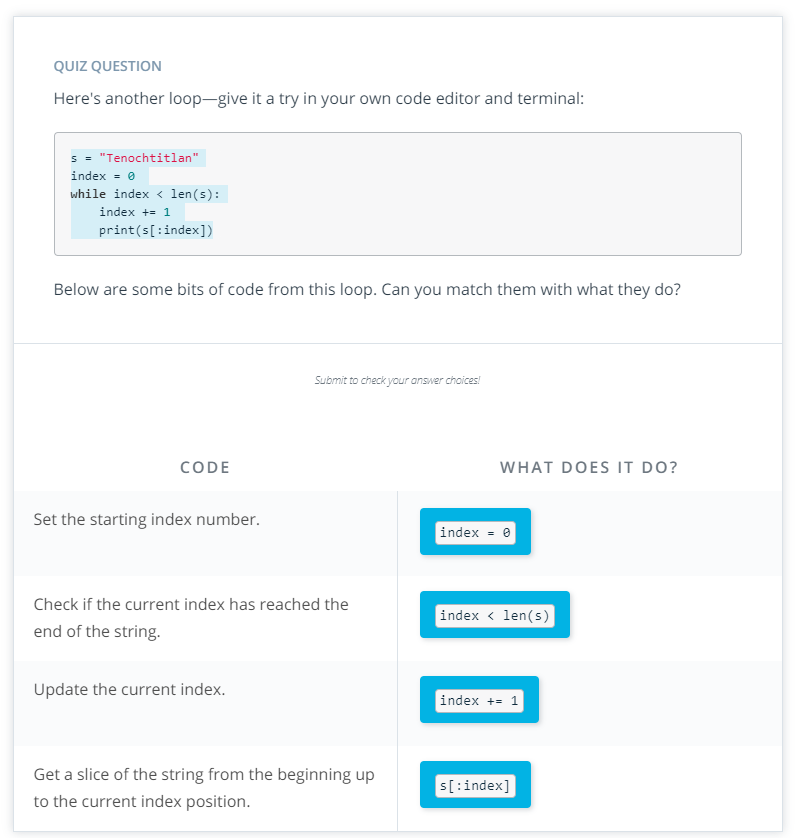 QUIZ QUESTION
Here's another loop—give it a try in your own code editor and terminal:
s = "Tenochtitlan"
index = 0
while index < len(s):
    index += 1
    print(s[:index])
Below are some bits of code from this loop. Can you match them with what they do?
Submit to check your answer choices!
CODE
WHAT DOES IT DO?
Set the starting index number.
index = 0
Check if the current index has reached the
end of the string.
index < len(s)
Update the current index.
index += 1
Get a slice of the string from the beginning up
to the current index position.
s[:index]